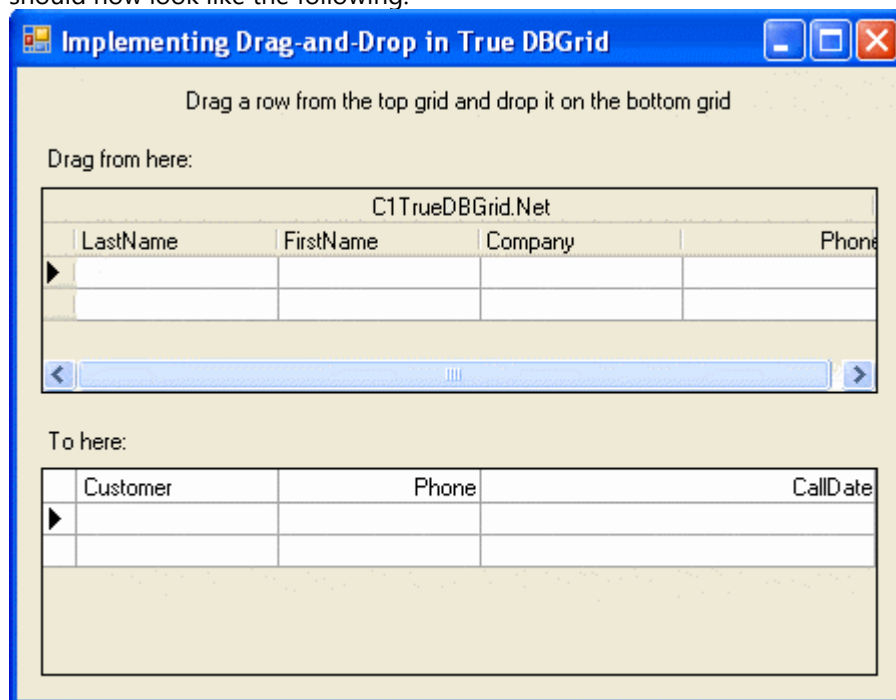 should now look like the following:
Implementing Drag-and-Drop in True DBGrid
Drag a row from the top grid and drop it on the bottom grid
Drag from here:
C1TrueDBGrid.Net
LastName FirstName Company Phone
To here:
Customer Phone CallDate